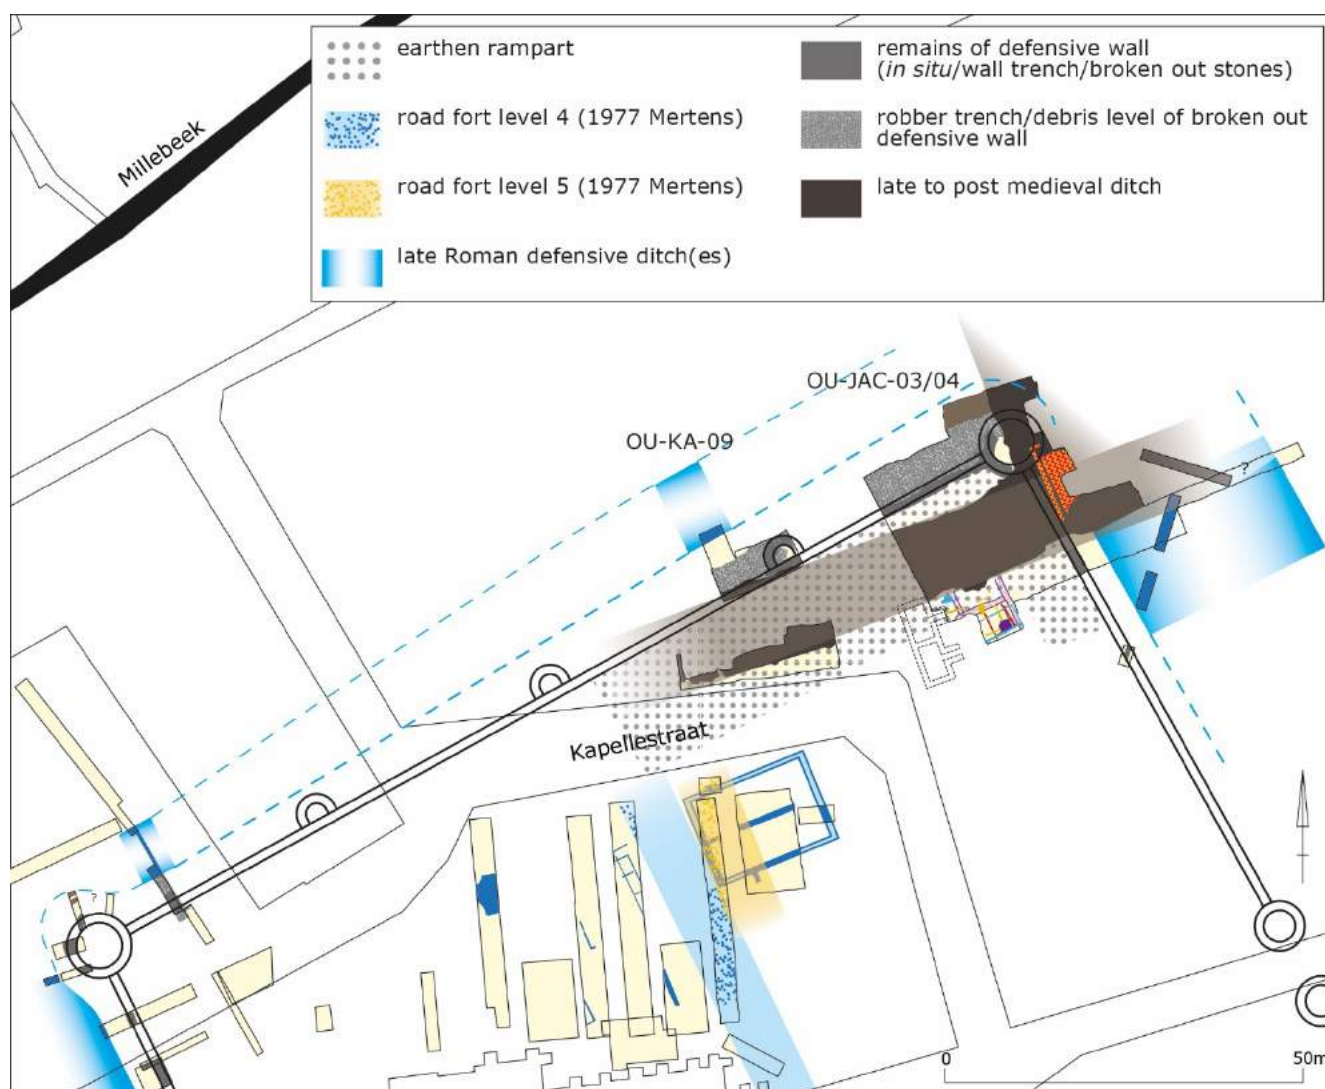 earthen rampart
road fort level 4 (1977 Mertens)
road fort level 5 (1977 Mertens)
late Roman defensive ditch(es)
remains of defensive wall
(in situ/wall trench/broken out stones)
robber trench/debris level of broken out
defensive wall
late to post medieval ditch
Millebeek
OU-JAC-03/04
OU-KA-09
?
Kapellestraat
?
0
50m